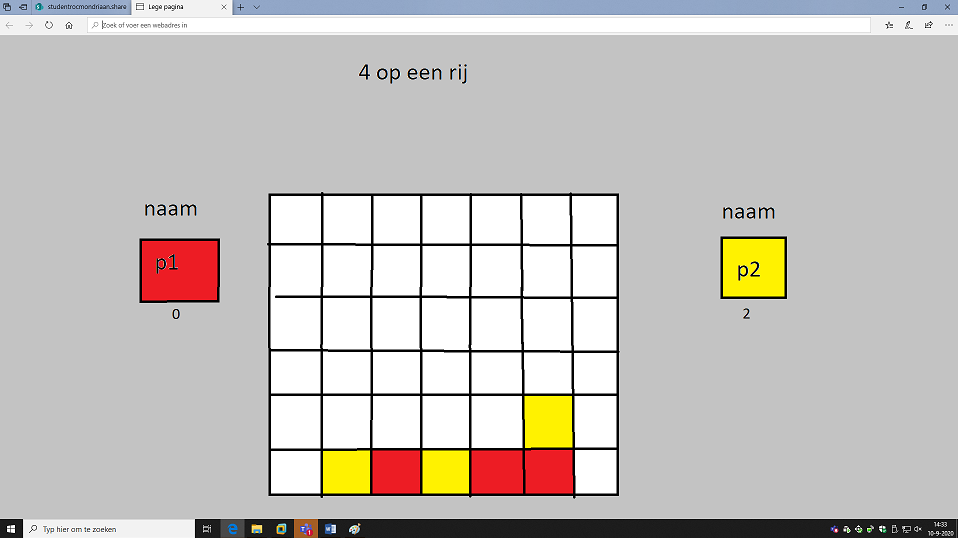 studentrocmondriaan.share
Lege pagina
Zoek of voer een webadres in
4 op een rij
naam
naam
p1
p2
0
2
Typ hier om te zoeken
14:33
10-9-2020